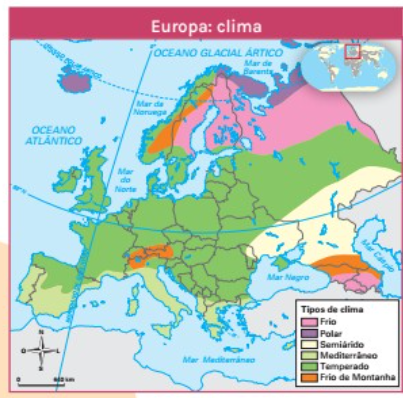 Europa: clima
OCEANO GLACIAL ÁRTICO
Mar de
Barents
Mar da
Noruega
OCEANO
ATLÂNTICO
Mar
do
Norte
Mar Cáspio
Mar Negro
Mar Mediterrâneo
N
O
L
S
0
Tipos de clima
Frio
Polar
Semiárido
Mediterrâneo
Temperado
Frio de Montanha